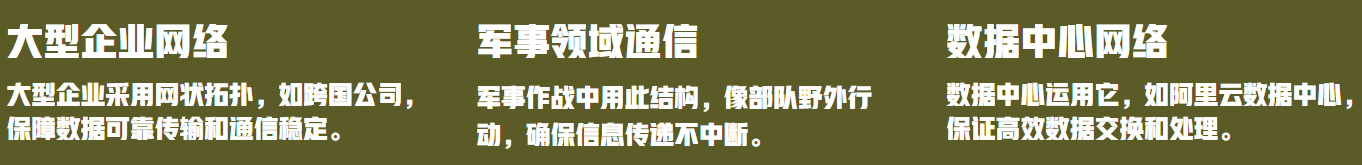 大型企业网络
大型企业采用网状拓扑，如跨国公司，
保障数据可靠传输和通信稳定。
军事领域通信
军事作战中用此结构，像部队野外行
动，确保信息传递不中断。
数据中心网络
数据中心运用它，如阿里云数据中心，
保证高效数据交换和处理。